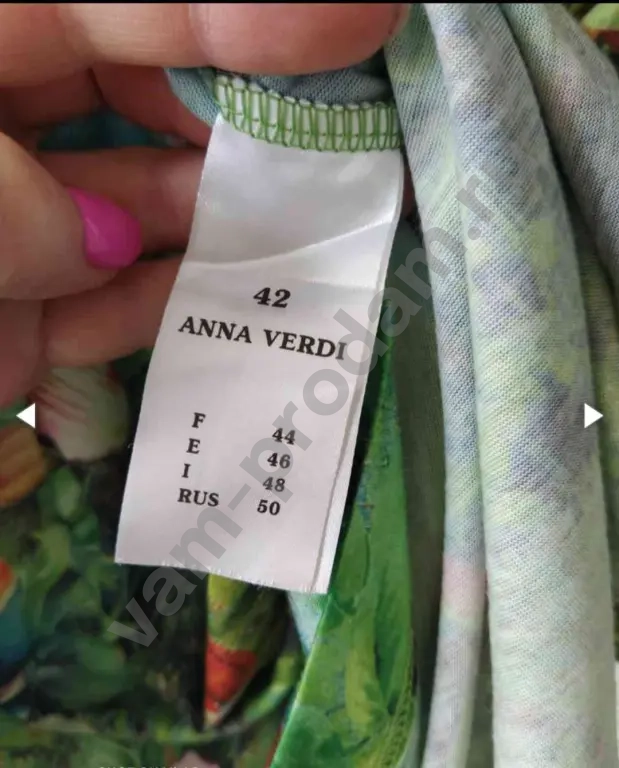 42
ANNA VERDI
F 44
E 46
I 48
RUS 50
vam-prodam.r